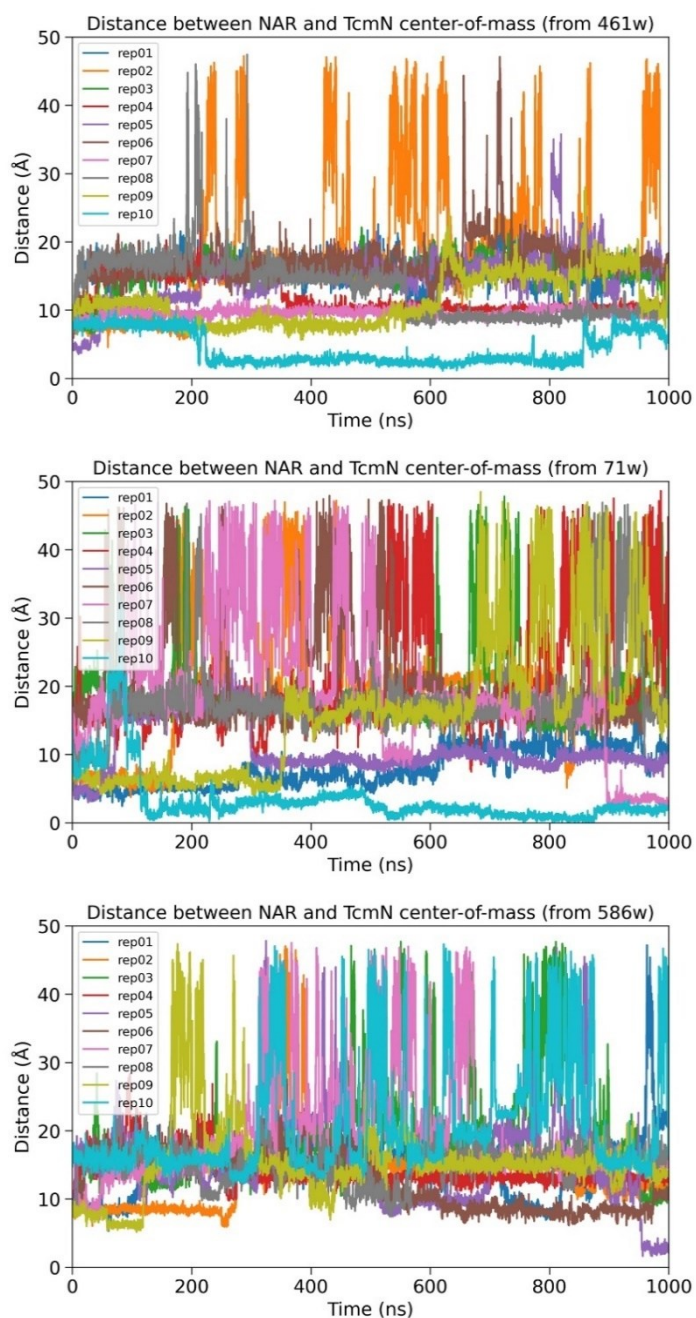 Distance between NAR and TcmN center-of-mass (from 461w)
50
40
30
20
10
0
Distance (Å)
rep01
rep02
rep03
rep04
rep05
rep06
rep07
rep08
rep09
rep10
0 200 400 600 800 1000
Time (ns)
Distance between NAR and TcmN center-of-mass (from 71w)
50
40
30
20
10
0
Distance (Å)
rep01
rep02
rep03
rep04
rep05
rep06
rep07
rep08
rep09
rep10
0 200 400 600 800 1000
Time (ns)
Distance between NAR and TcmN center-of-mass (from 586w)
50
40
30
20
10
0
Distance (Å)
rep01
rep02
rep03
rep04
rep05
rep06
rep07
rep08
rep09
rep10
0 200 400 600 800 1000
Time (ns)